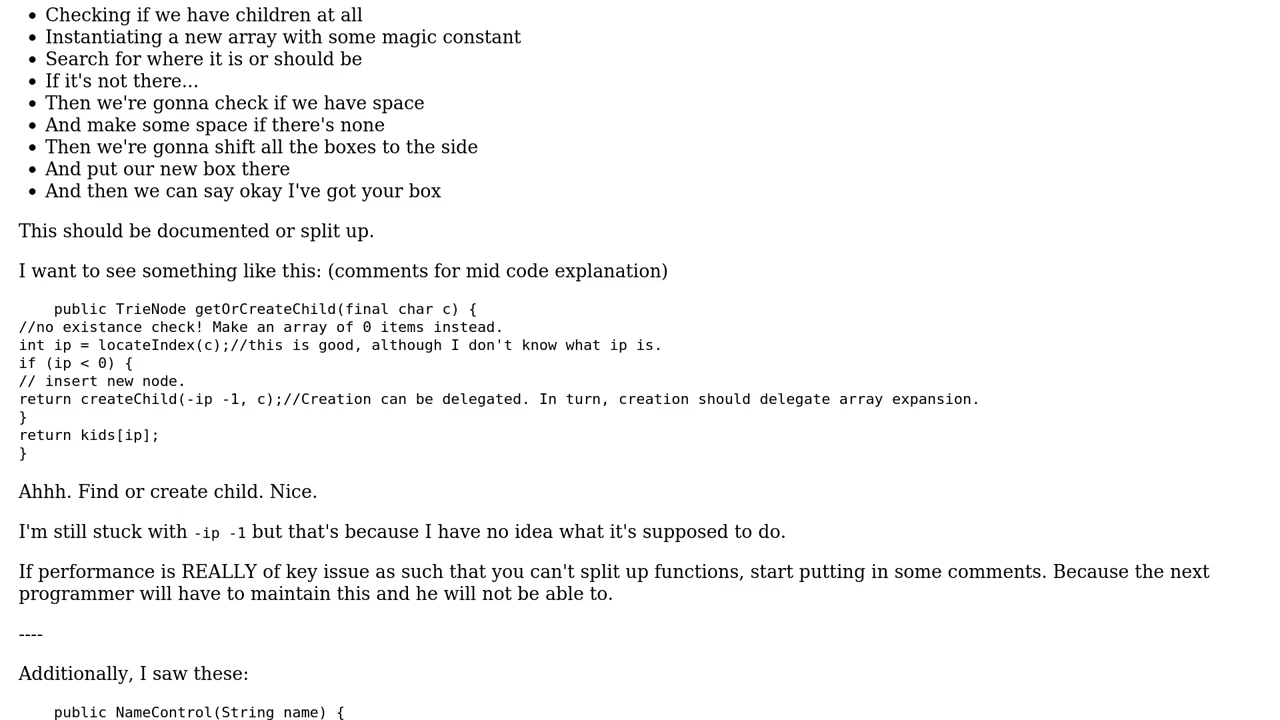 Checking if we have children at all
Instantiating a new array with some magic constant
Search for where it is or should be
If it's not there...
Then we're gonna check if we have space
And make some space if there's none
Then we're gonna shift all the boxes to the side
And put our new box there
And then we can say okay I've got your box
This should be documented or split up.
I want to see something like this: (comments for mid code explanation)
    public TrieNode getOrCreateChild(final char c) {
//no existance check! Make an array of 0 items instead.
int ip = locateIndex(c);//this is good, although I don't know what ip is.
if (ip < 0) {
// insert new node.
return createChild(-ip -1, c);//Creation can be delegated. In turn, creation should delegate array expansion.
}
return kids[ip];
}
Ahhh. Find or create child. Nice.
I'm still stuck with -ip -1 but that's because I have no idea what it's supposed to do.
If performance is REALLY of key issue as such that you can't split up functions, start putting in some comments. Because the next
programmer will have to maintain this and he will not be able to.
----
Additionally, I saw these:
    public NameControl(String name) {